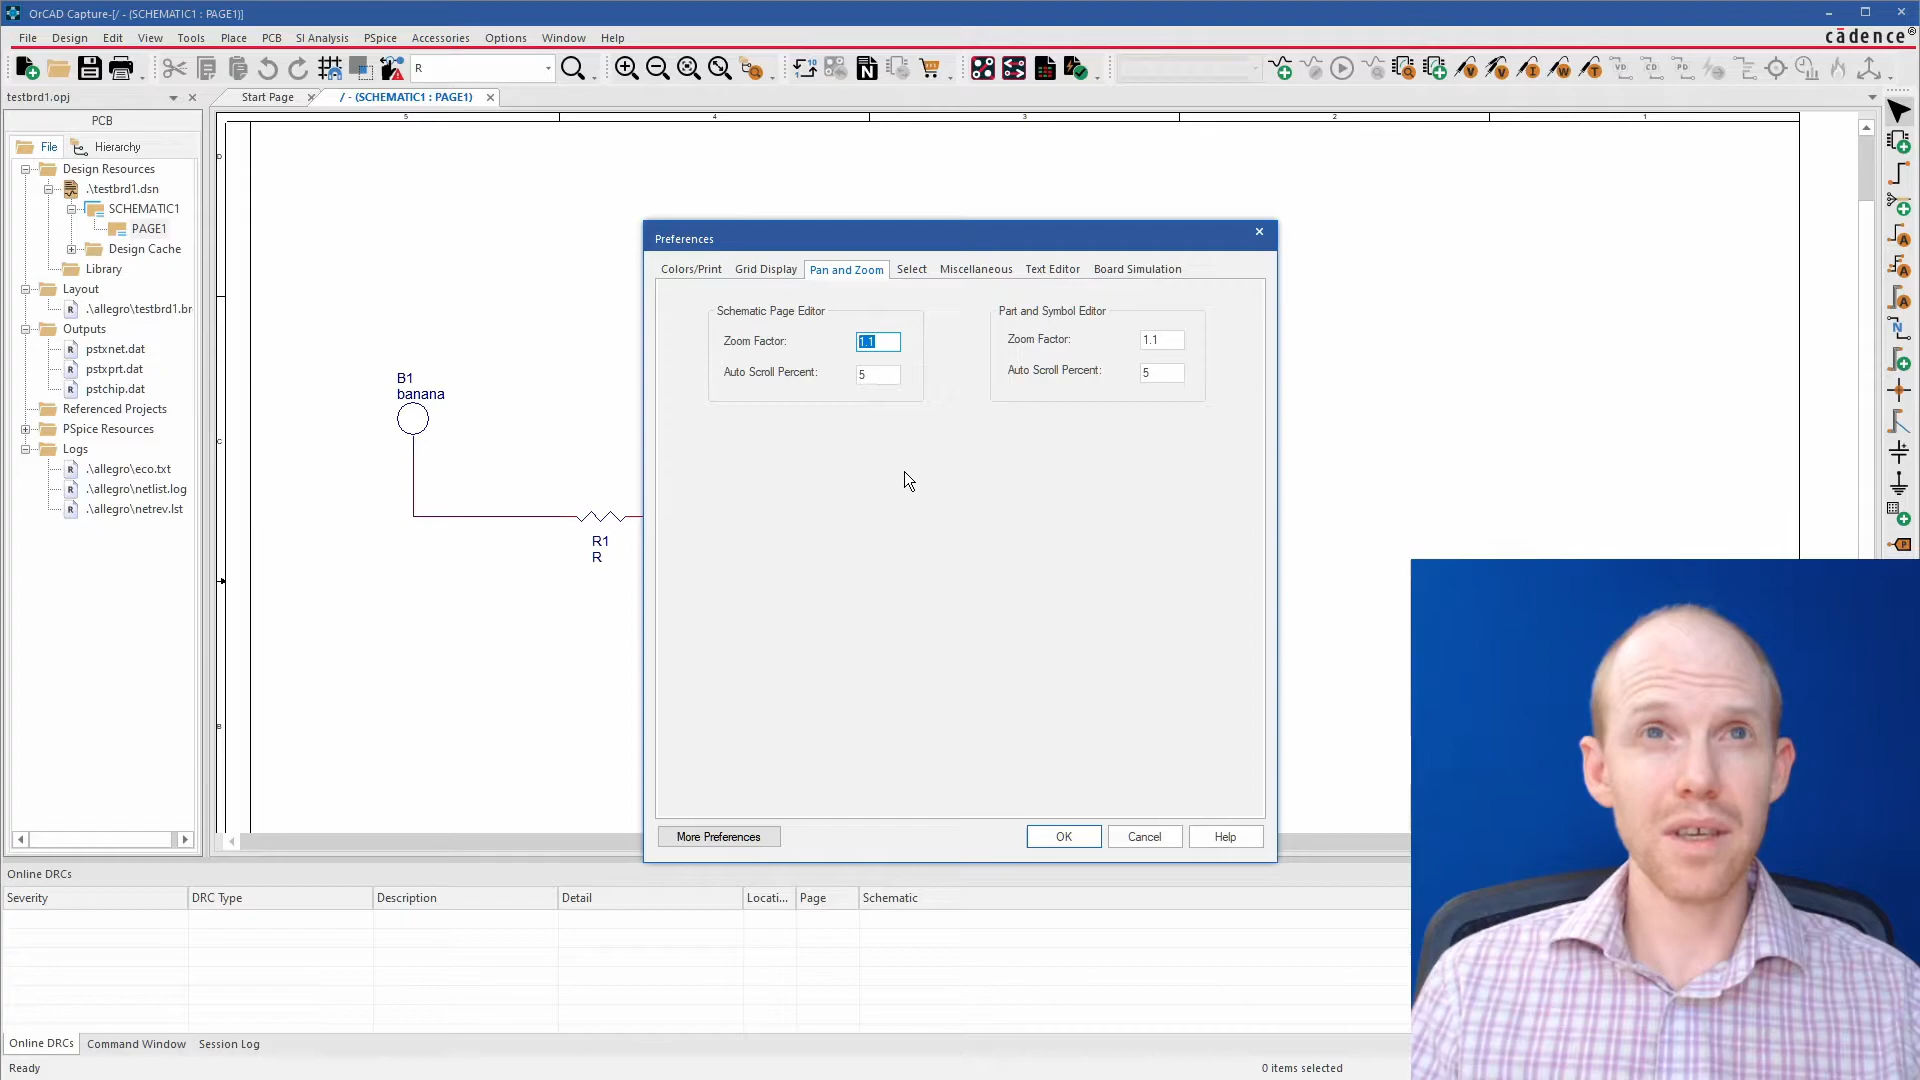 OrCAD Capture-[/ - (SCHEMATIC1 : PAGE1)]
File Design Edit View Tools Place PCB SI Analysis PSpice Accessories Options Window Help
cādence®
R
testbrd1.opj
Start Page
/ - (SCHEMATIC1 : PAGE1)
PCB
File Hierarchy
Design Resources
.\testbrd1.dsn
SCHEMATIC1
PAGE1
Design Cache
Library
Layout
.\allegro\testbrd1.br
Outputs
pstxnet.dat
pstxprt.dat
pstchip.dat
Referenced Projects
PSpice Resources
Logs
.\allegro\eco.txt
.\allegro\netlist.log
.\allegro\netrev.lst
5 4 3 2 1
D
C
B
B1
banana
R1
R
Preferences
Colors/Print Grid Display Pan and Zoom Select Miscellaneous Text Editor Board Simulation
Schematic Page Editor
Zoom Factor: 1.1
Auto Scroll Percent: 5
Part and Symbol Editor
Zoom Factor: 1.1
Auto Scroll Percent: 5
More Preferences OK Cancel Help
Online DRCs
Severity DRC Type Description Detail Locati... Page Schematic
Online DRCs Command Window Session Log
Ready
0 items selected